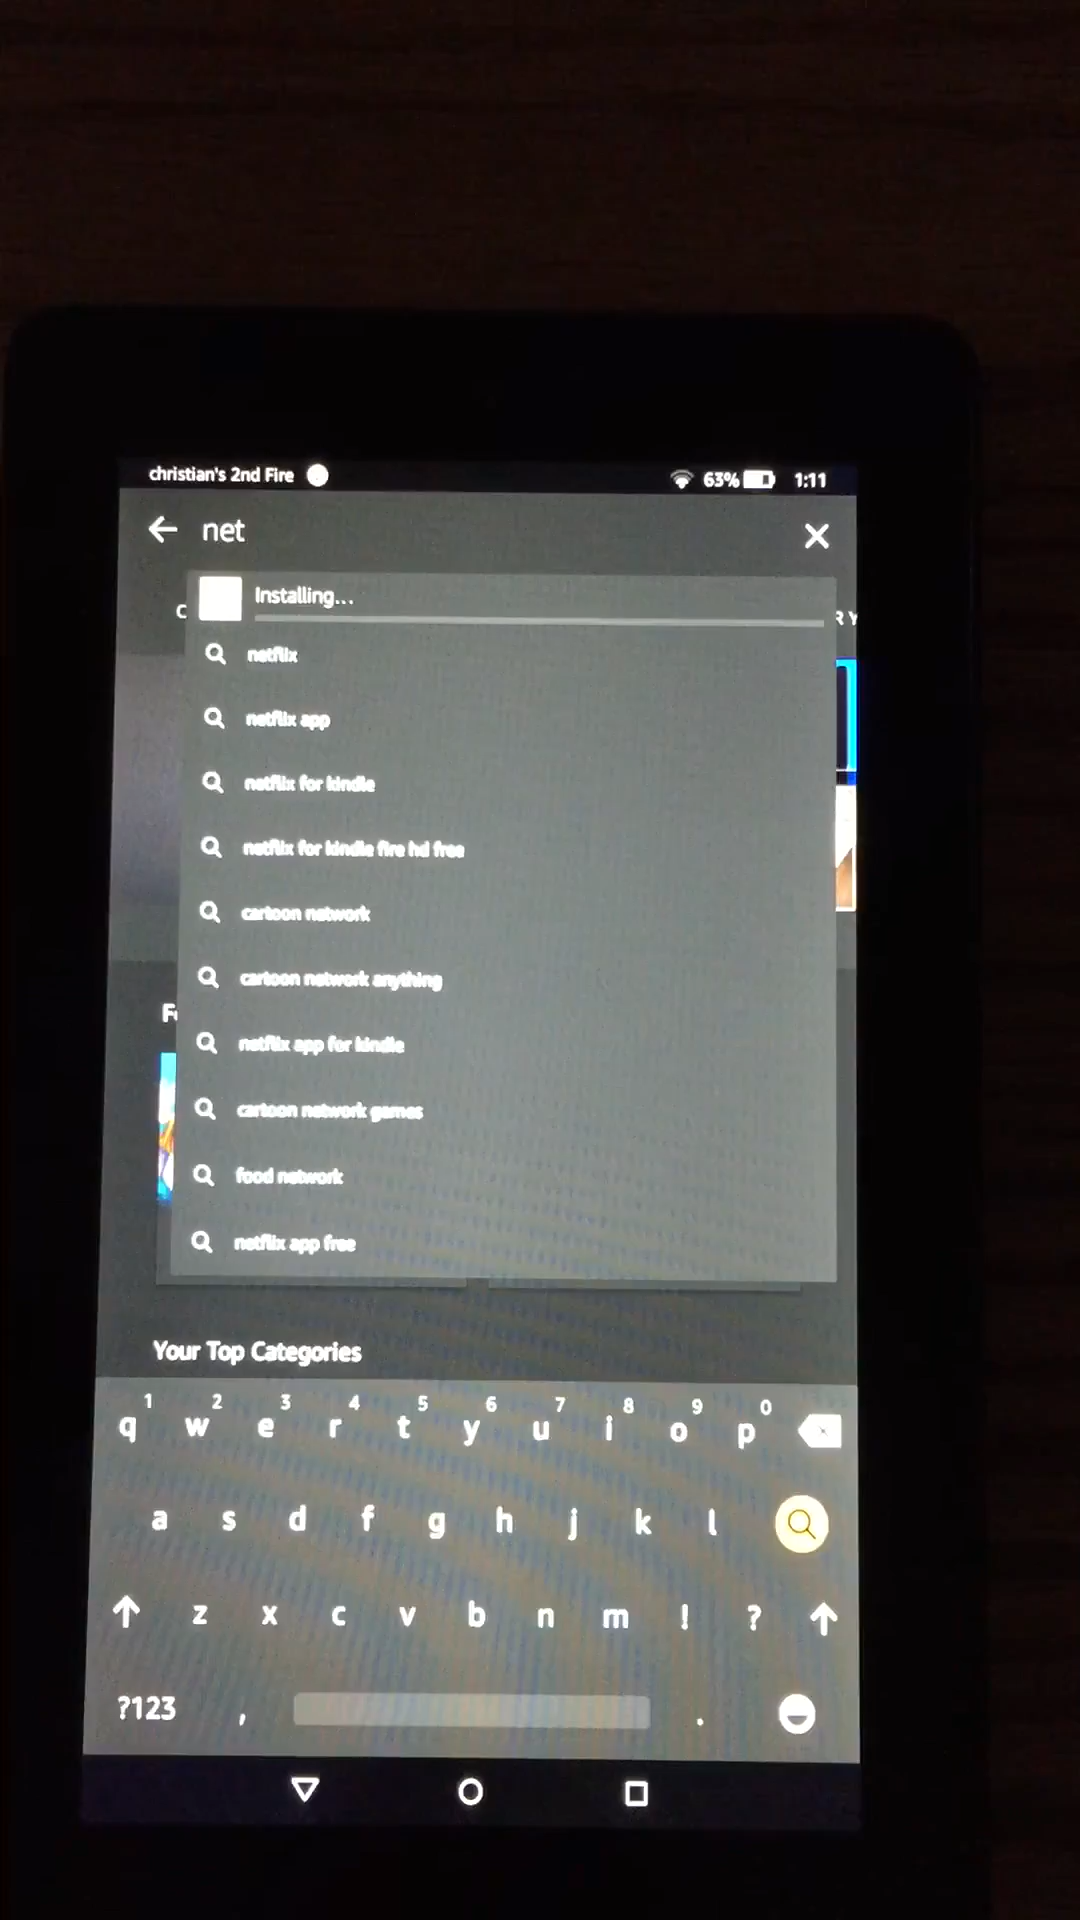 christian's 2nd Fire 63% 1:11
net
Installing...
netflix
netflix app
netflix for kindle
netflix for kindle fire hd free
cartoon network
cartoon network anything
netflix app for kindle
cartoon network games
food network
netflix app free
Your Top Categories
1 2 3 4 5 6 7 8 9 0
q w e r t y u i o p
a s d f g h j k l
z x c v b n m ! ?
?123 , .